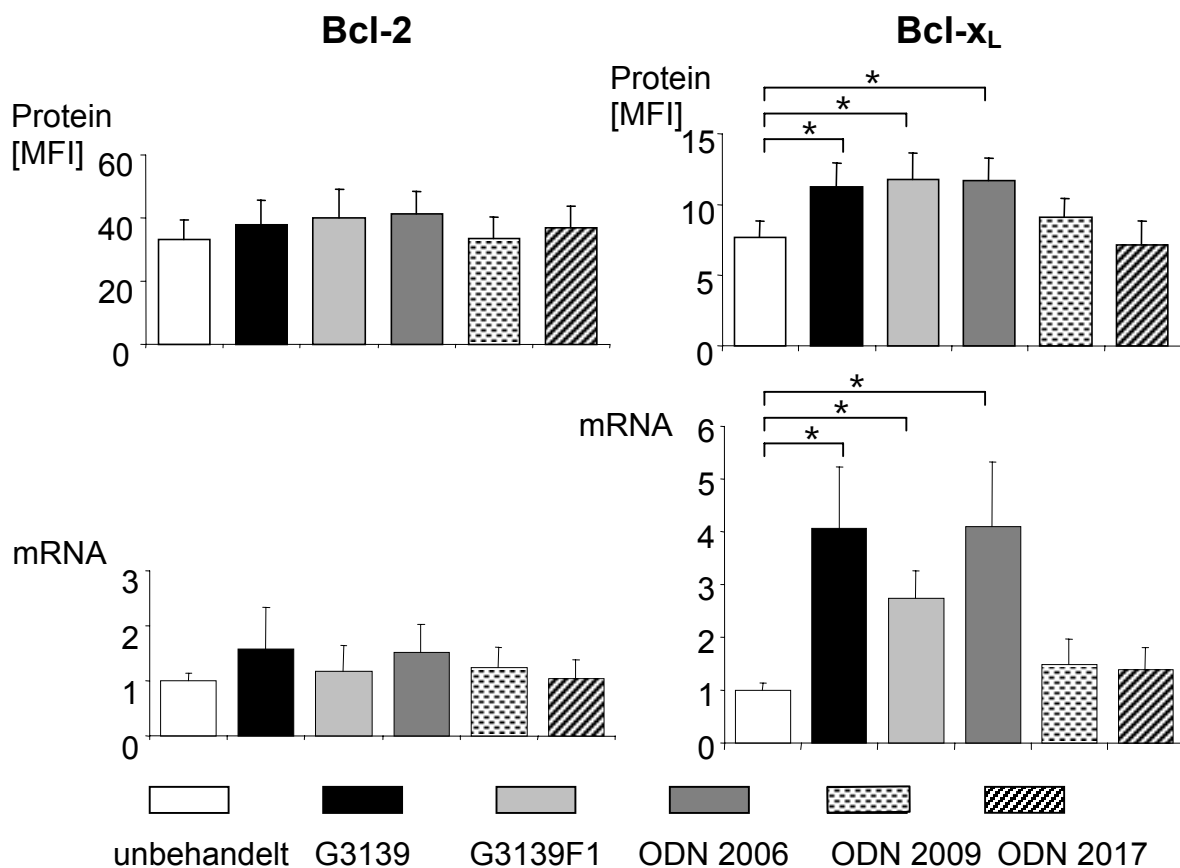 Bcl-2
Bcl-xL
Protein
[MFI]
60
40
20
0
Protein
[MFI]
15
10
5
0
*
*
*
mRNA
3
2
1
0
mRNA
6
5
4
3
2
1
0
*
*
*
unbehandelt G3139 G3139F1 ODN 2006 ODN 2009 ODN 2017